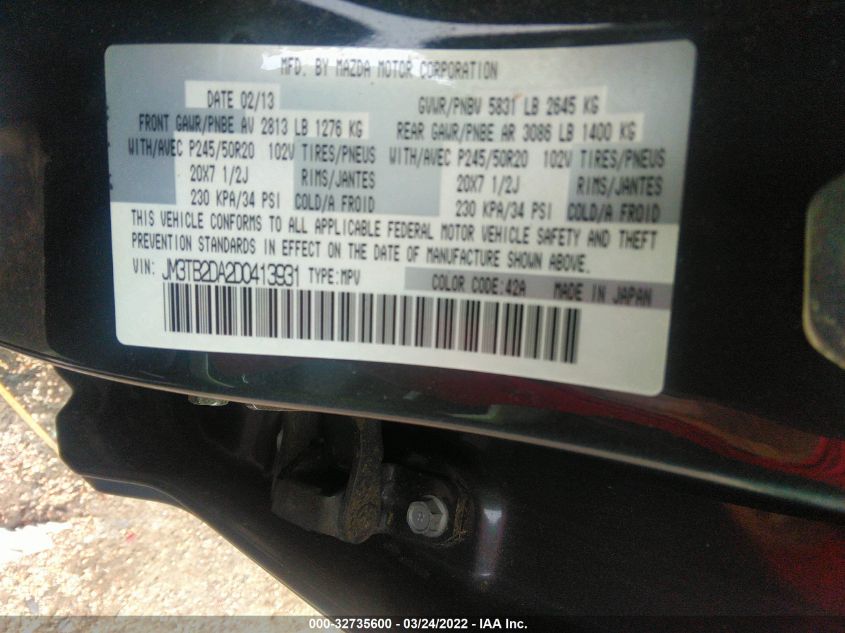 MFD. BY MAZDA MOTOR CORPORATION
DATE 02/13 GVWR/PNBV 5831 LB 2645 KG
FRONT GAWR/PNBE AV 2813 LB 1276 KG REAR GAWR/PNBE AR 3086 LB 1400 KG
WITH/AVEC P245/50R20 102V TIRES/PNEUS WITH/AVEC P245/50R20 102V TIRES/PNEUS
20X7 1/2J RIMS/JANTES 20X7 1/2J RIMS/JANTES
230 KPA/34 PSI COLD/A FROID 230 KPA/34 PSI COLD/A FROID
THIS VEHICLE CONFORMS TO ALL APPLICABLE FEDERAL MOTOR VEHICLE SAFETY AND THEFT
PREVENTION STANDARDS IN EFFECT ON THE DATE OF MANUFACTURE SHOWN ABOVE.
VIN: JM3TB2DA2D0413931 TYPE:MPV COLOR CODE:42A MADE IN JAPAN
000-32735600 - 03/24/2022 - IAA Inc.